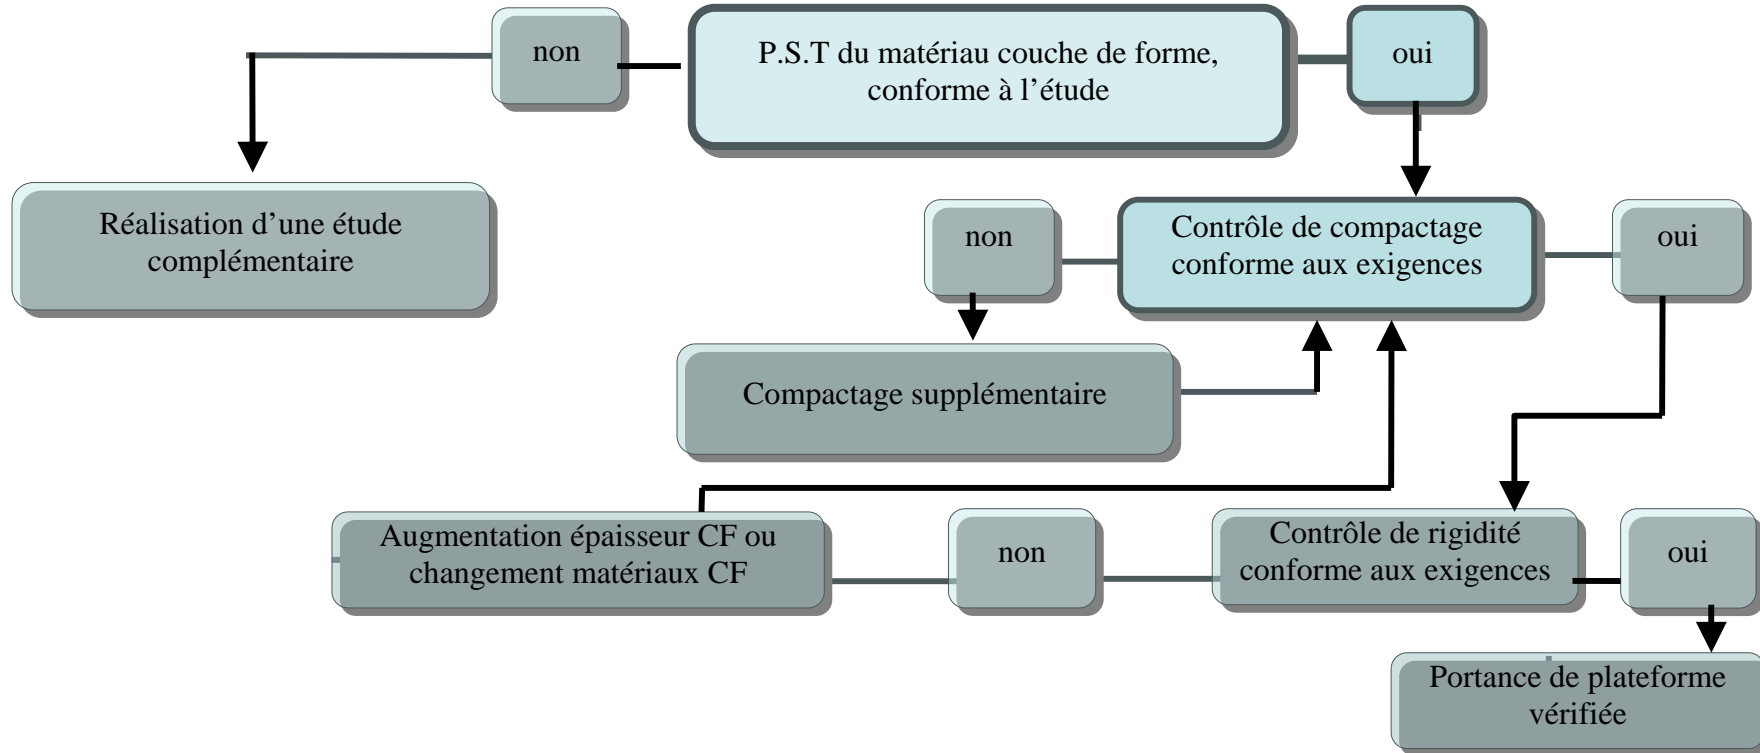 non
P.S.T du matériau couche de forme,
conforme à l’étude
oui
Réalisation d’une étude
complémentaire
non
Contrôle de compactage
conforme aux exigences
oui
Compactage supplémentaire
Augmentation épaisseur CF ou
changement matériaux CF
non
Contrôle de rigidité
conforme aux exigences
oui
Portance de plateforme
vérifiée